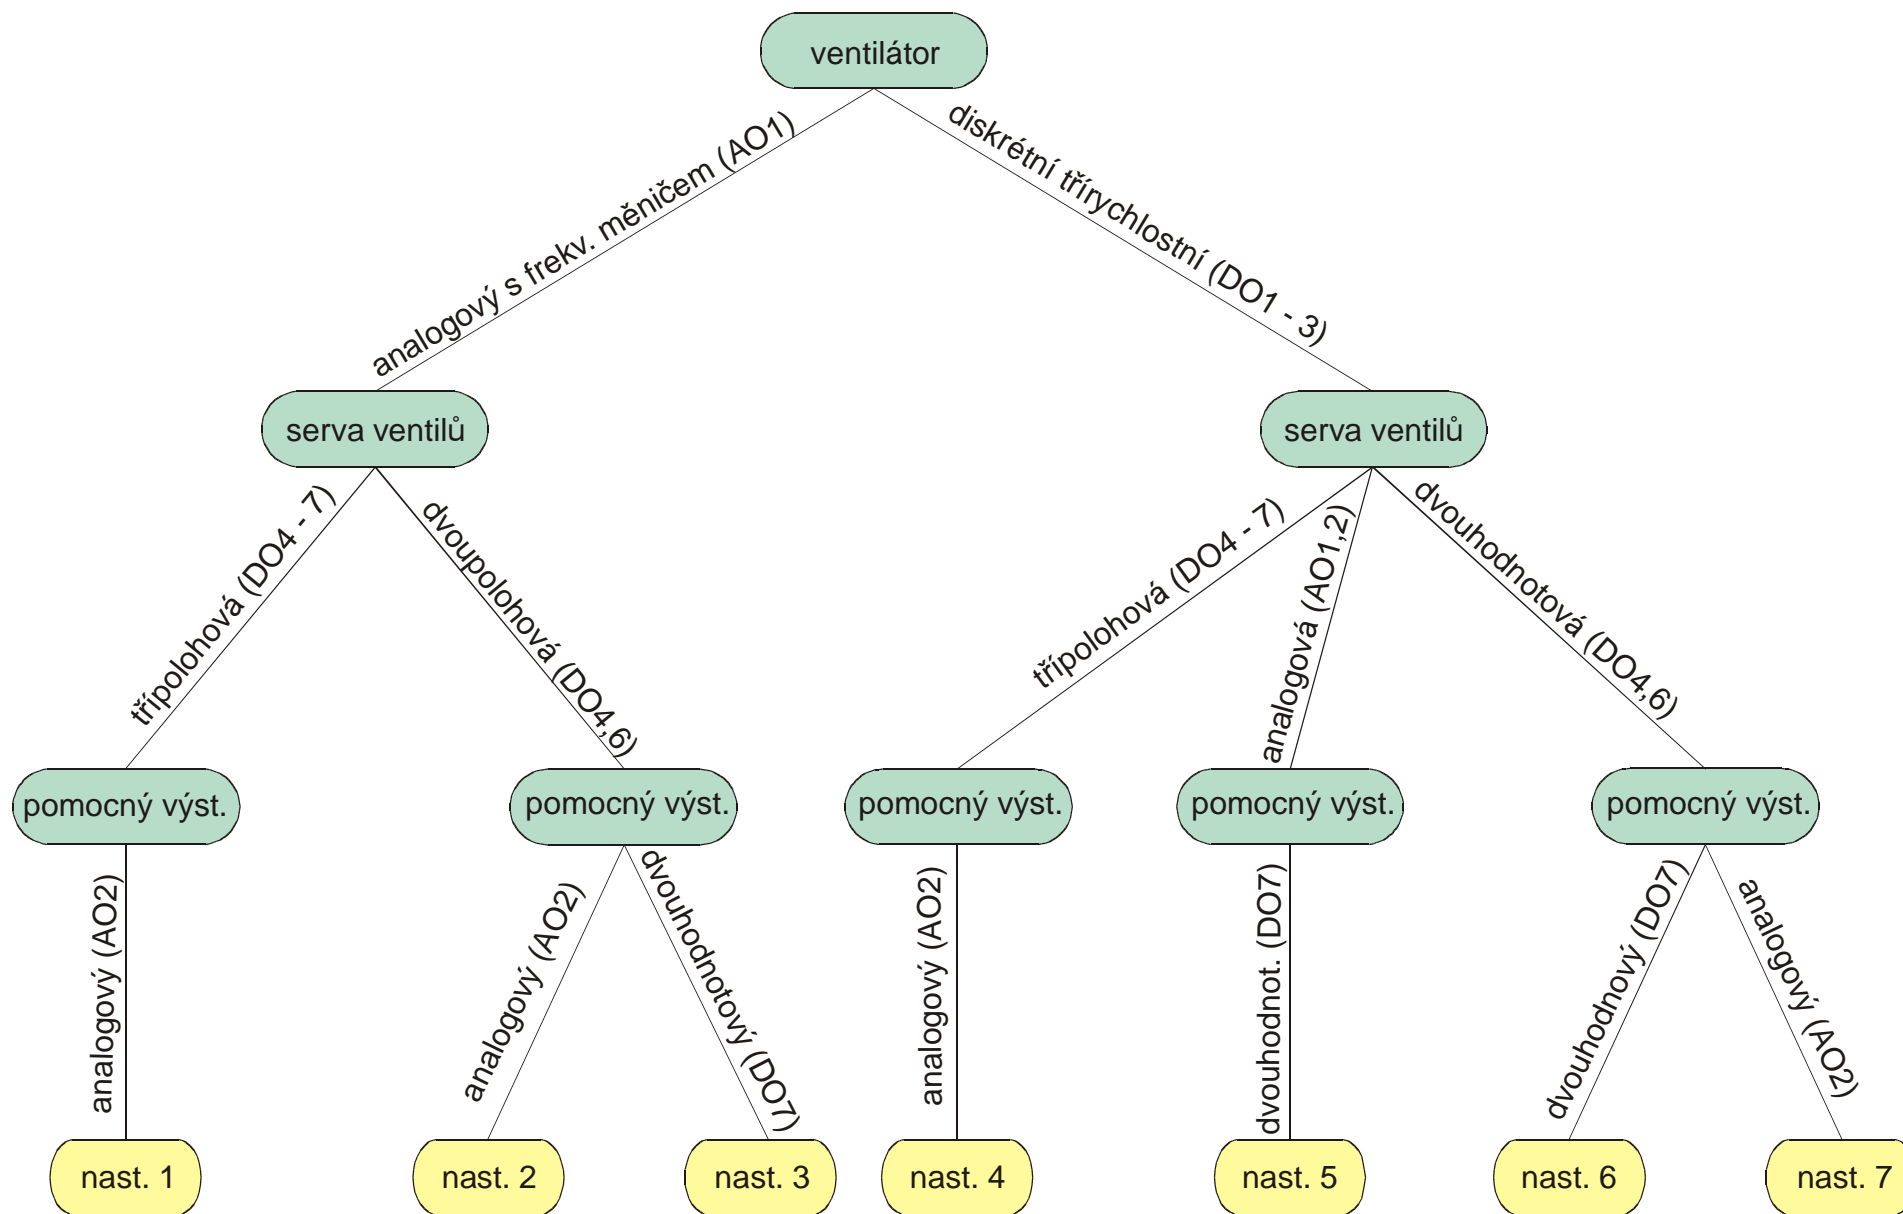 ventilátor
analogový s frekv. měničem (AO1)
diskrétní třírychlostní (DO1 - 3)
serva ventilů
serva ventilů
třípolohová (DO4 - 7)
dvoupolohová (DO4,6)
třípolohová (DO4 - 7)
analogová (AO1,2)
dvouhodnotová (DO4,6)
pomocný výst.
pomocný výst.
pomocný výst.
pomocný výst.
pomocný výst.
analogový (AO2)
analogový (AO2)
dvouhodnotový (DO7)
analogový (AO2)
dvouhodnot. (DO7)
dvouhodnový (DO7)
analogový (AO2)
nast. 1
nast. 2
nast. 3
nast. 4
nast. 5
nast. 6
nast. 7